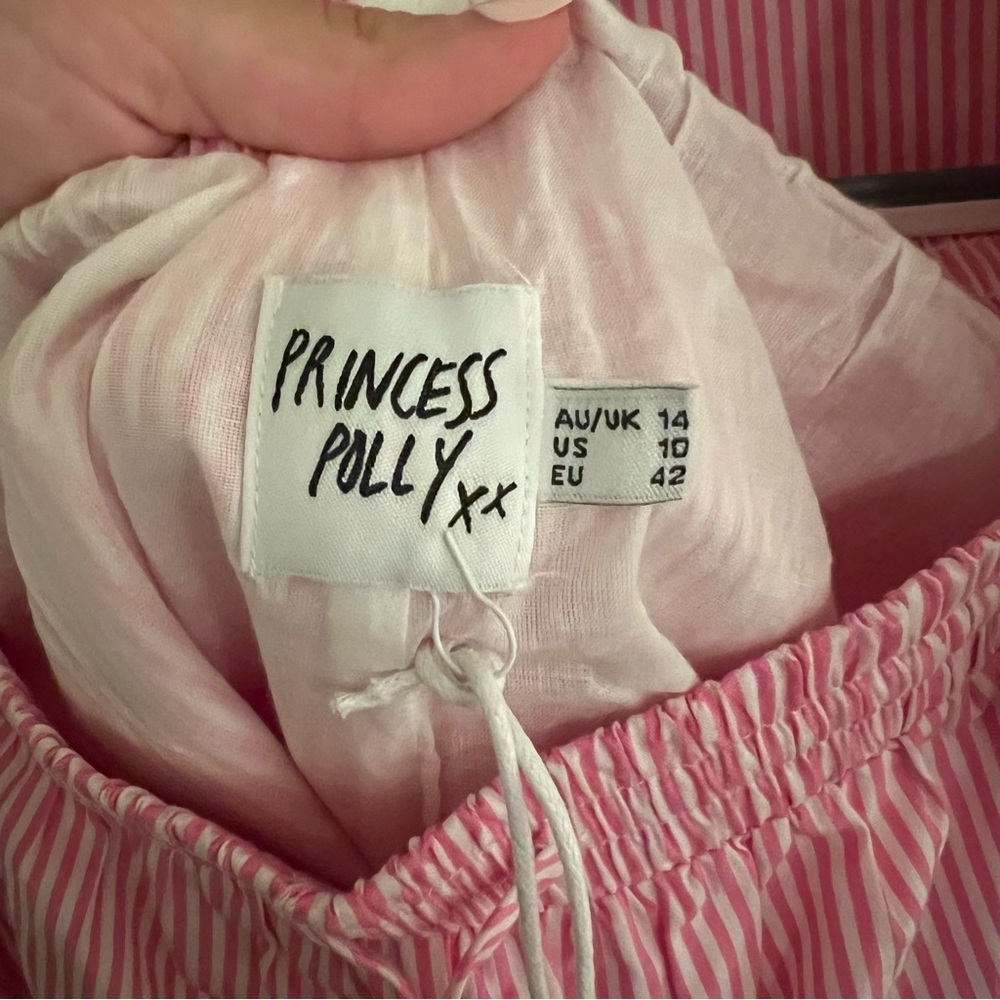 PRINCESS
POLLY xx
AU/UK 14
US 10
EU 42